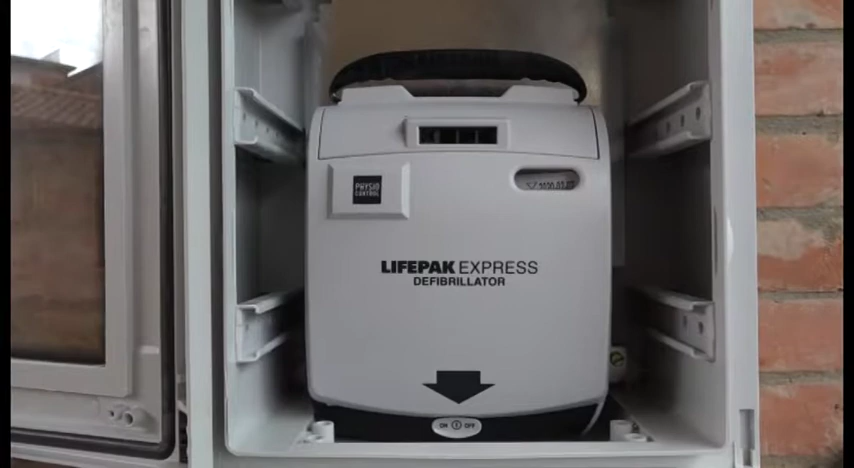 PHYSIO
CONTROL
LIFEPAK EXPRESS
DEFIBRILLATOR
ON OFF